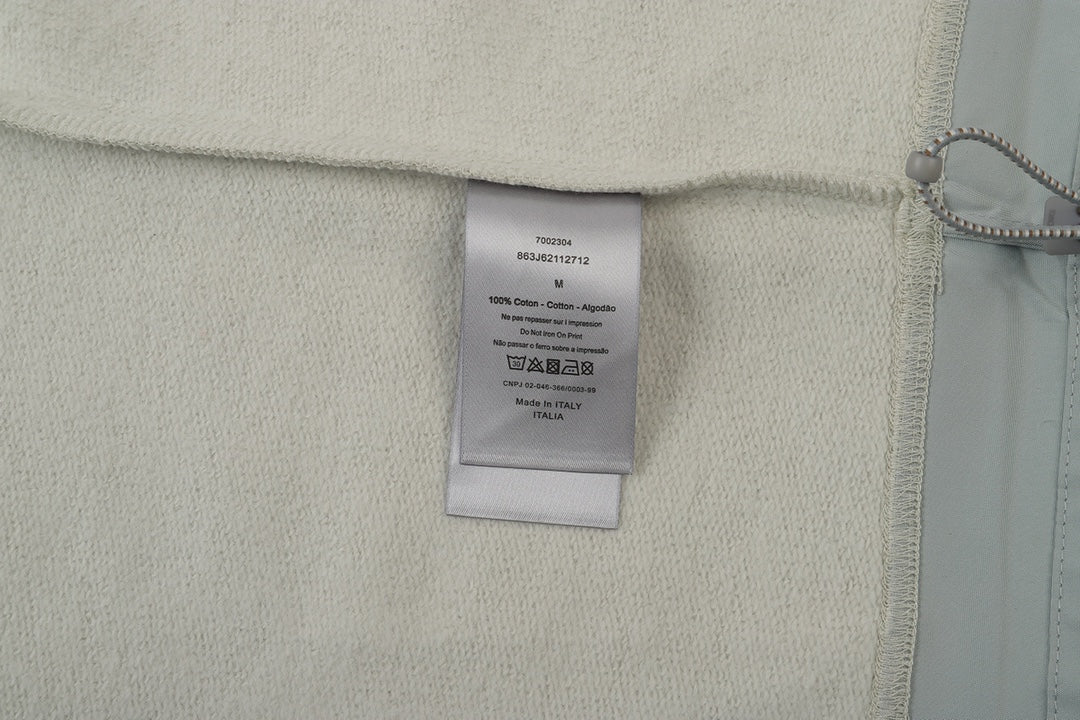 7002304
863J62112712
M
100% Coton - Cotton - Algodão
Ne pas repasser sur l impression
Do Not Iron On Print
Não passar o ferro sobre a impressão
30
CNPJ 02-046-366/0003-99
Made In ITALY
ITALIA